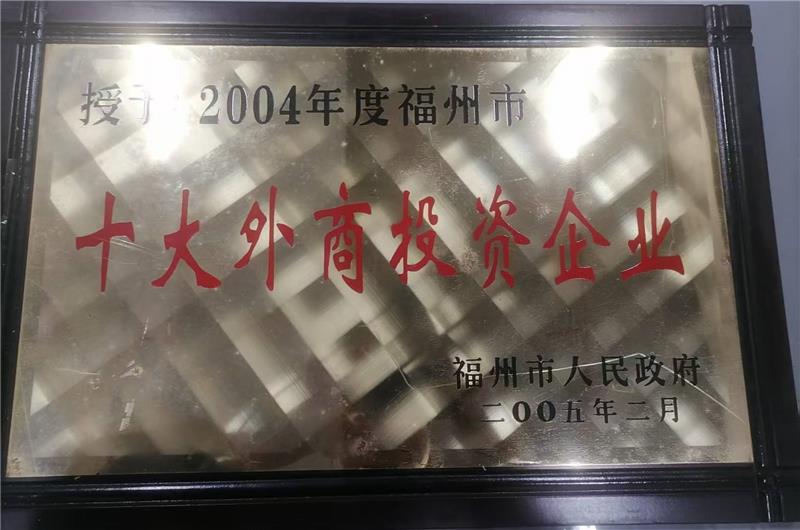 授予 2004年度福州市
十大外商投资企业
福州市人民政府
二00五年二月